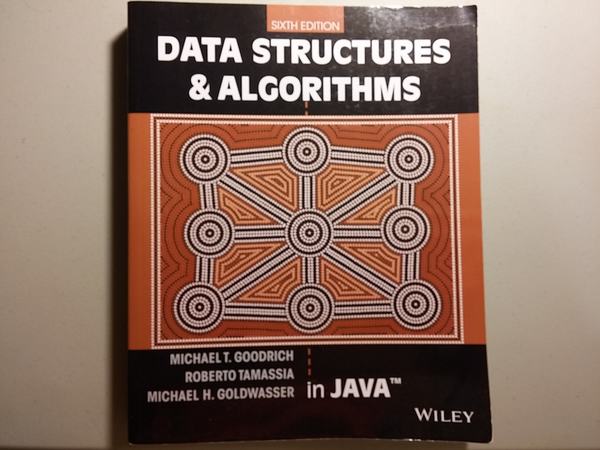 SIXTH EDITION
DATA STRUCTURES
& ALGORITHMS
MICHAEL T. GOODRICH
ROBERTO TAMASSIA
MICHAEL H. GOLDWASSER
in JAVA™
WILEY